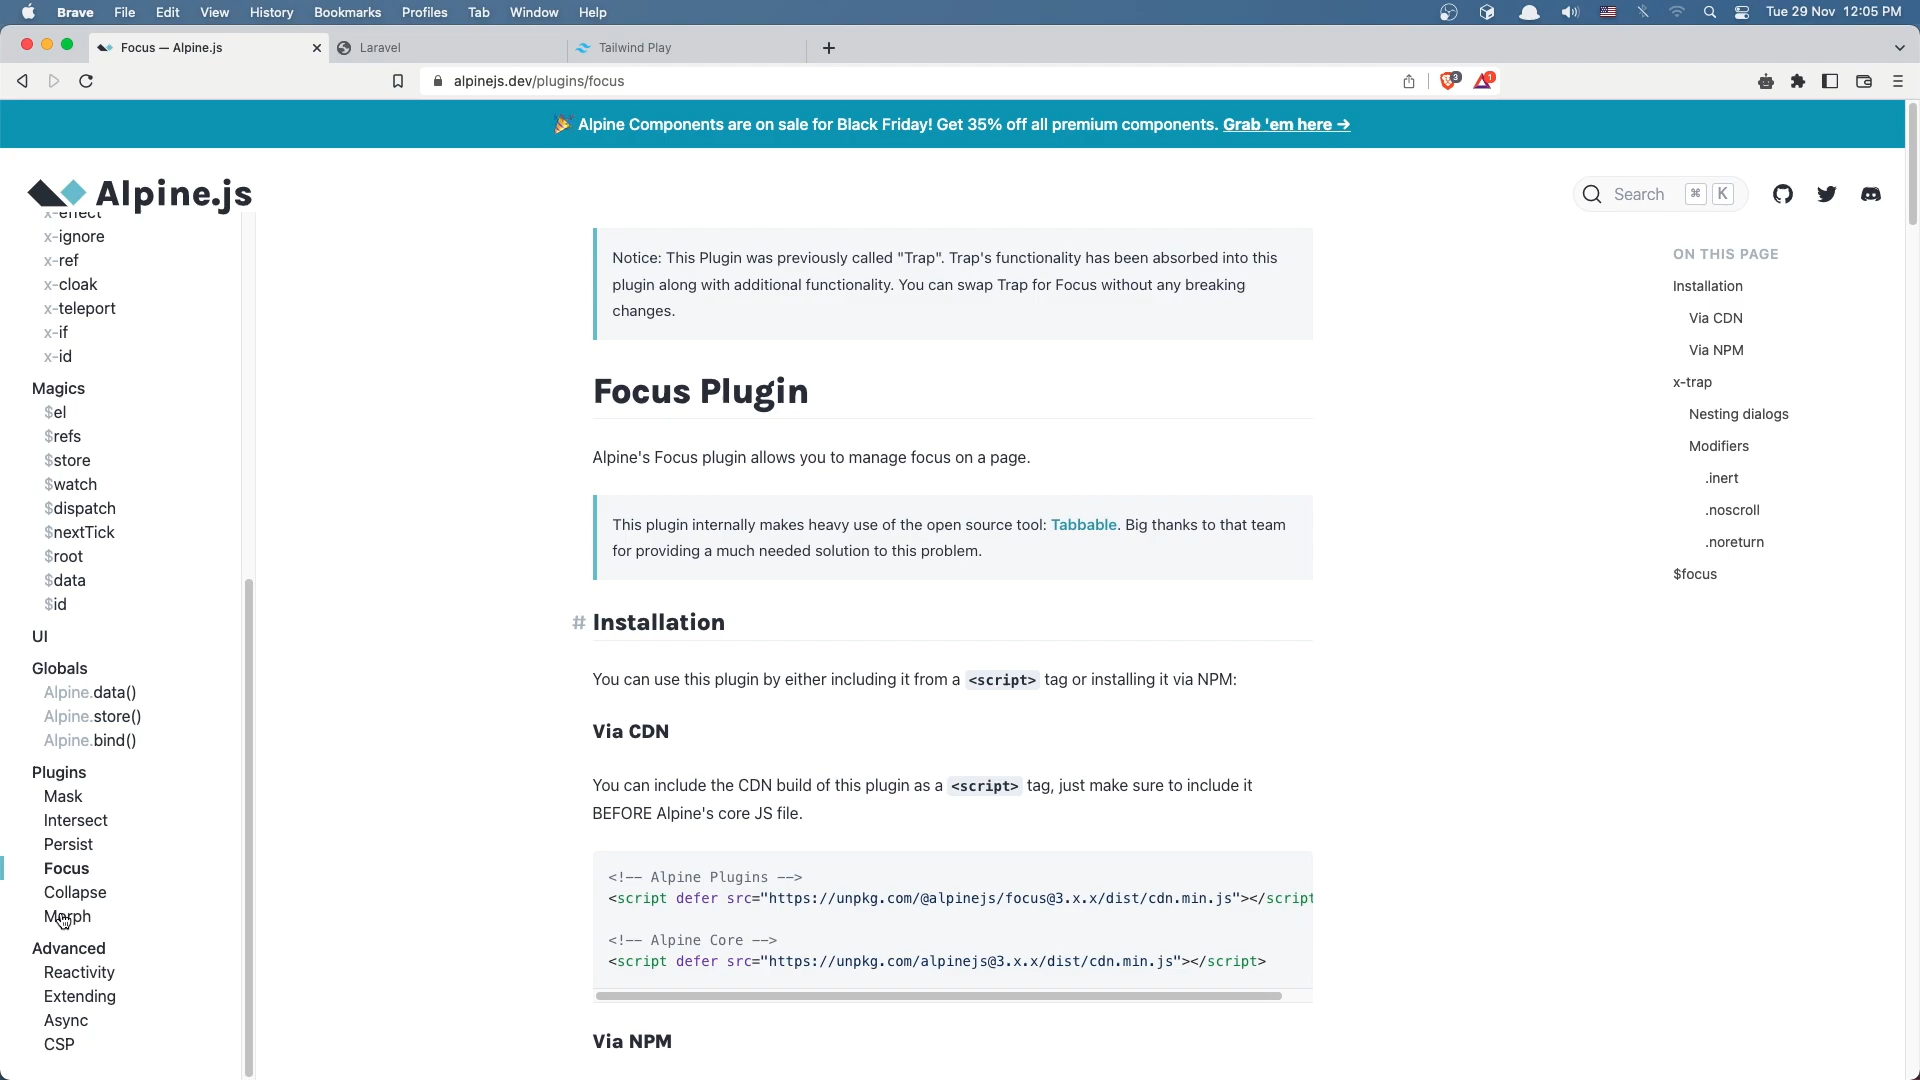 Brave File Edit View History Bookmarks Profiles Tab Window Help Tue 29 Nov 12:05 PM
Focus — Alpine.js Laravel Tailwind Play
alpinejs.dev/plugins/focus 3 1
🎉 Alpine Components are on sale for Black Friday! Get 35% off all premium components. Grab 'em here →
Alpine.js
Search ⌘ K
x-effect
x-ignore
x-ref
x-cloak
x-teleport
x-if
x-id
Magics
$el
$refs
$store
$watch
$dispatch
$nextTick
$root
$data
$id
UI
Globals
Alpine.data()
Alpine.store()
Alpine.bind()
Plugins
Mask
Intersect
Persist
Focus
Collapse
Morph
Advanced
Reactivity
Extending
Async
CSP
Notice: This Plugin was previously called "Trap". Trap's functionality has been absorbed into this
plugin along with additional functionality. You can swap Trap for Focus without any breaking
changes.
Focus Plugin
Alpine's Focus plugin allows you to manage focus on a page.
This plugin internally makes heavy use of the open source tool: Tabbable. Big thanks to that team
for providing a much needed solution to this problem.
# Installation
You can use this plugin by either including it from a <script> tag or installing it via NPM:
Via CDN
You can include the CDN build of this plugin as a <script> tag, just make sure to include it
BEFORE Alpine's core JS file.
<!-- Alpine Plugins -->
<script defer src="https://unpkg.com/@alpinejs/focus@3.x.x/dist/cdn.min.js"></script
<!-- Alpine Core -->
<script defer src="https://unpkg.com/alpinejs@3.x.x/dist/cdn.min.js"></script>
Via NPM
ON THIS PAGE
Installation
Via CDN
Via NPM
x-trap
Nesting dialogs
Modifiers
.inert
.noscroll
.noreturn
$focus